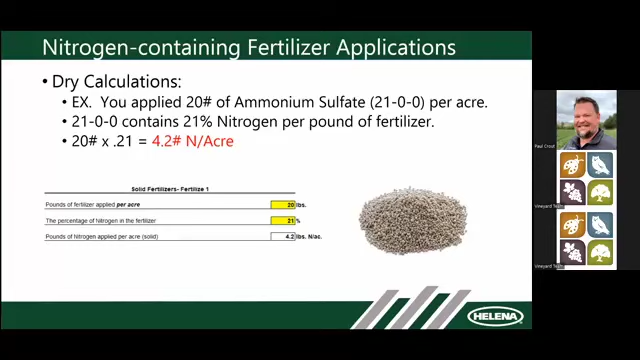 Nitrogen-containing Fertilizer Applications
• Dry Calculations:
• EX. You applied 20# of Ammonium Sulfate (21-0-0) per acre.
• 21-0-0 contains 21% Nitrogen per pound of fertilizer.
• 20# x .21 = 4.2# N/Acre
Solid Fertilizers- Fertilize 1
Pounds of fertilizer applied per acre 20 lbs.
The percentage of Nitrogen in the fertilizer 21 %
Pounds of Nitrogen applied per acre (solid) 4.2 lbs. N/ac.
HELENA
Paul Crout
Vineyard Team
Vineyard Team